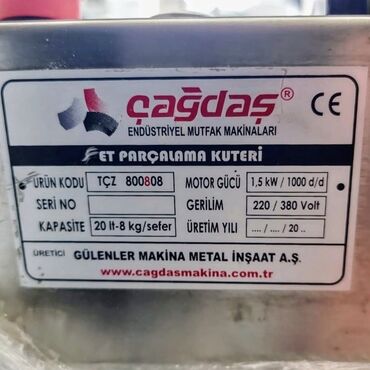 çağdaş® CE
ENDÜSTRİYEL MUTFAK MAKİNALARI
ET PARÇALAMA KUTERİ
ÜRÜN KODU TÇZ 800808 MOTOR GÜCÜ 1,5 kW / 1000 d/d
SERİ NO GERİLİM 220 / 380 Volt
KAPASİTE 20 lt-8 kg/sefer ÜRETİM YILI .... / .... / 20 ..
ÜRETİCİ GÜLENLER MAKİNA METAL İNŞAAT A.Ş.
www.cagdasmakina.com.tr